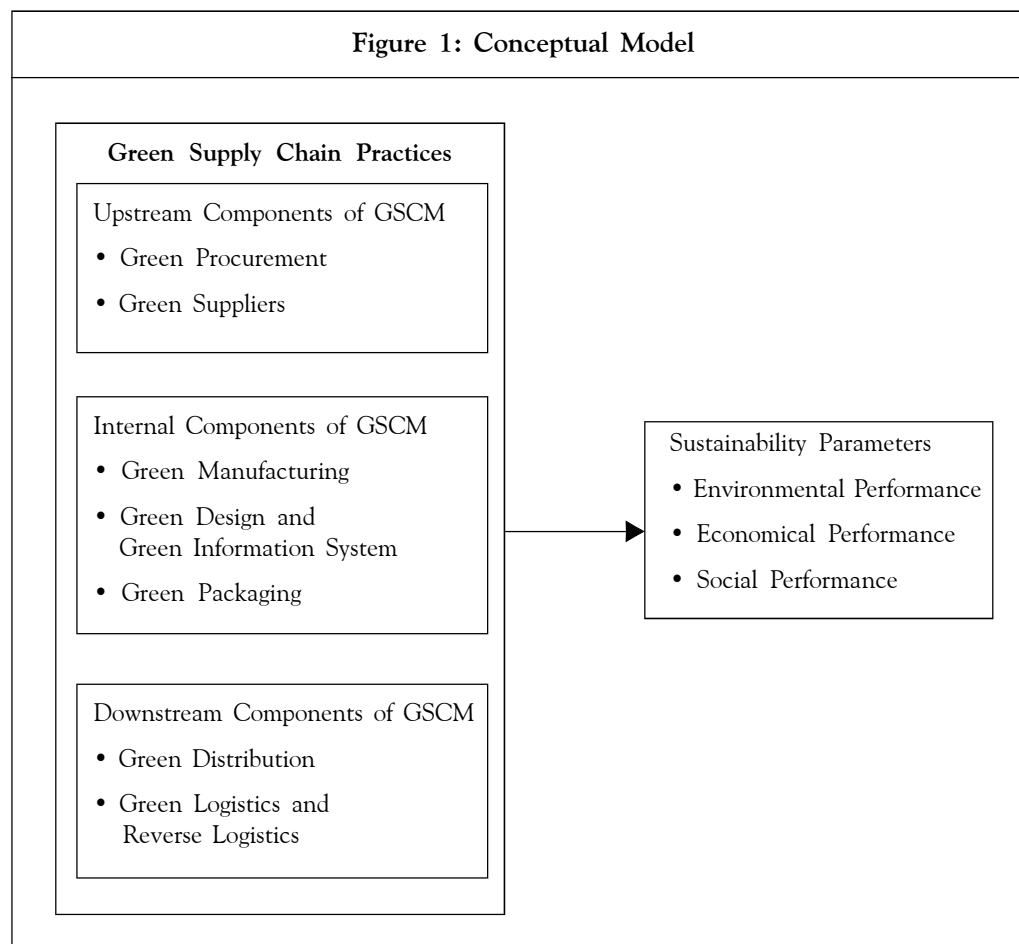 Figure 1: Conceptual Model
Green Supply Chain Practices
Upstream Components of GSCM
• Green Procurement
• Green Suppliers
Internal Components of GSCM
• Green Manufacturing
• Green Design and
Green Information System
• Green Packaging
Downstream Components of GSCM
• Green Distribution
• Green Logistics and
Reverse Logistics
Sustainability Parameters
• Environmental Performance
• Economical Performance
• Social Performance